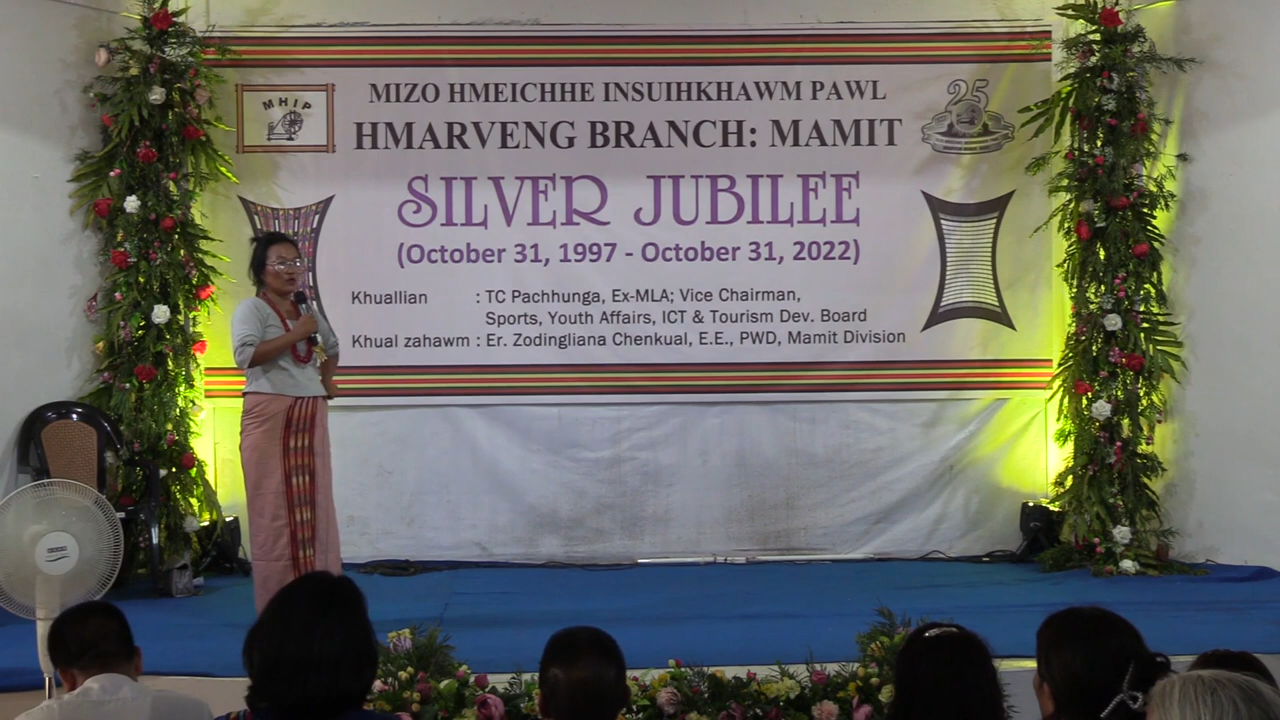 MIZO HMEICHHE INSUIHKHAWM PAWL
MHIP
HMARVENG BRANCH: MAMIT
25
SILVER JUBILEE
(October 31, 1997 - October 31, 2022)
Khuallian : TC Pachhunga, Ex-MLA; Vice Chairman,
Sports, Youth Affairs, ICT & Tourism Dev. Board
Khual zahawm : Er. Zodingliana Chenkual, E.E., PWD, Mamit Division